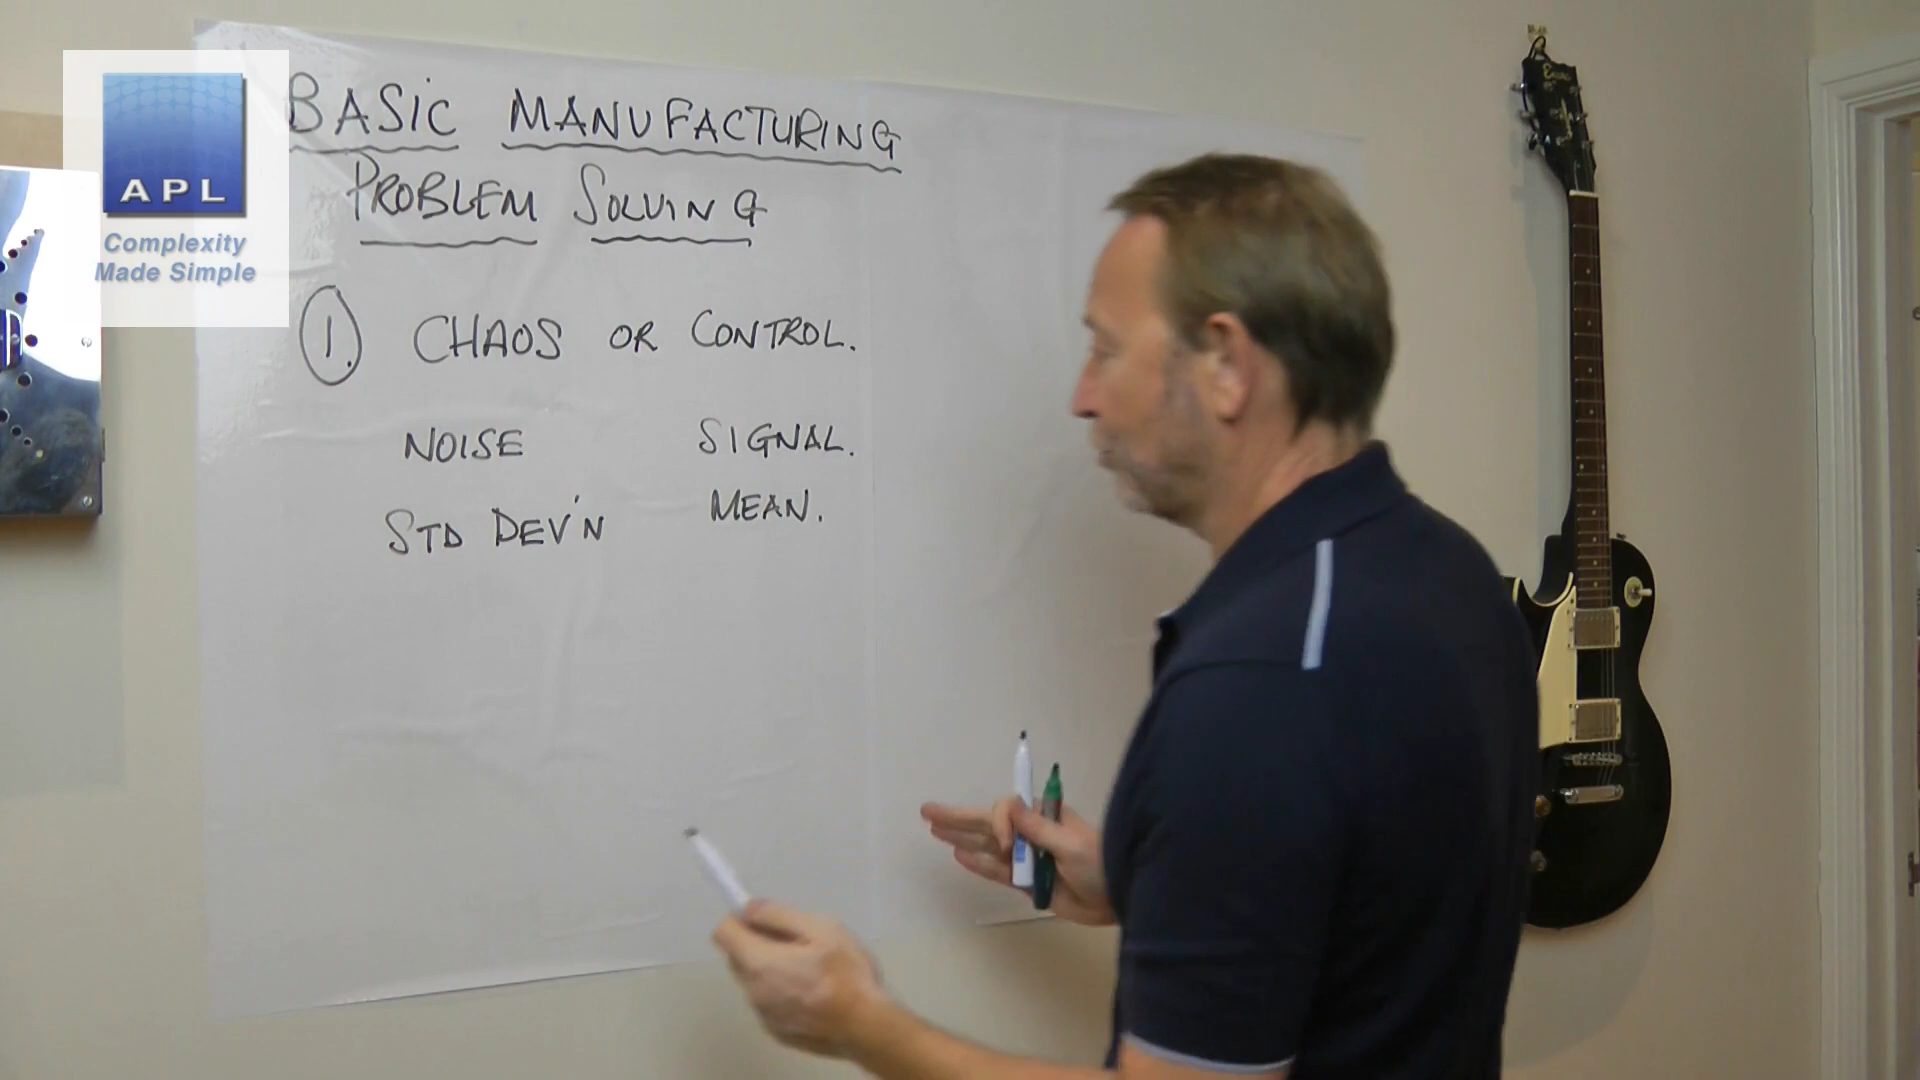 APL
Complexity
Made Simple
BASIC MANUFACTURING
PROBLEM SOLVING
1. CHAOS OR CONTROL.
NOISE SIGNAL.
STD DEV'N MEAN.